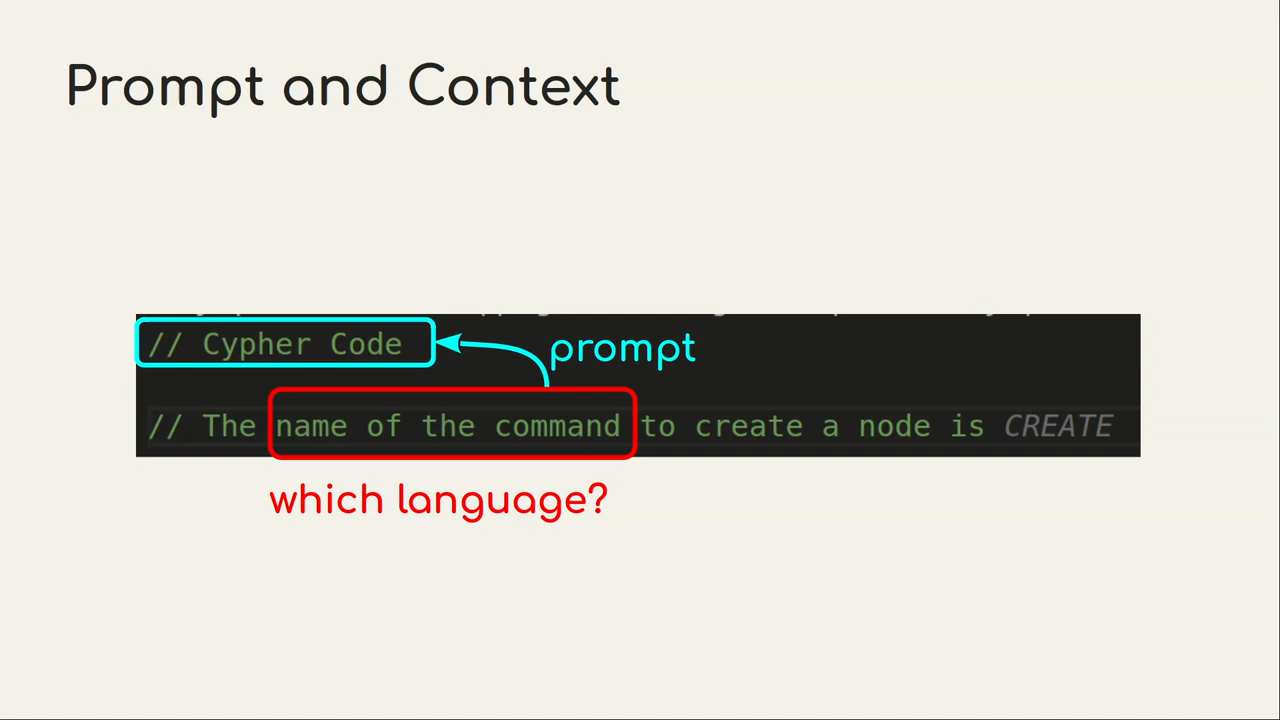 Prompt and Context
// Cypher Code
prompt
// The name of the command to create a node is CREATE
which language?